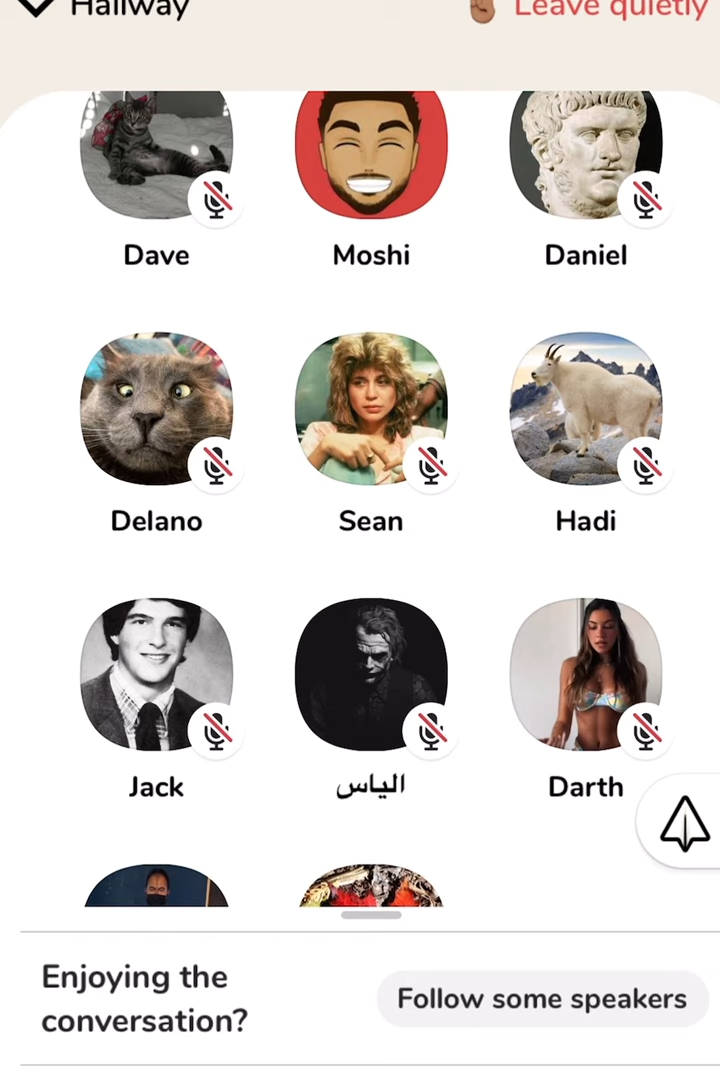 Hallway
Leave quietly
Dave
Moshi
Daniel
Delano
Sean
Hadi
Jack
الياس
Darth
Enjoying the
conversation?
Follow some speakers